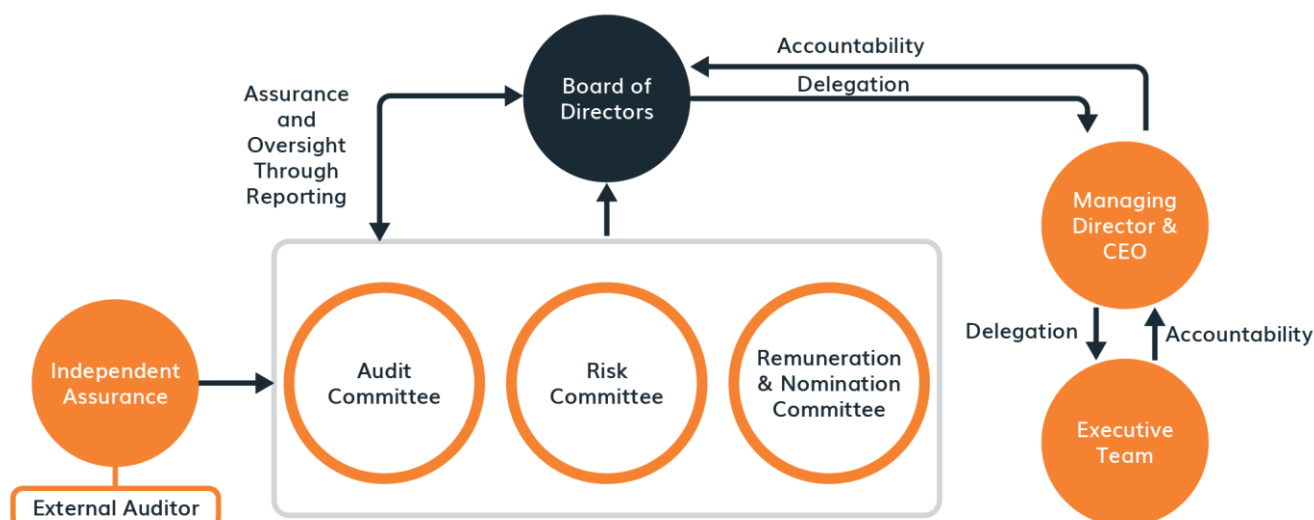 Accountability
Delegation
Board of
Directors
Assurance
and
Oversight
Through
Reporting
Managing
Director &
CEO
Delegation
Accountability
Independent
Assurance
Audit
Committee
Risk
Committee
Remuneration
& Nomination
Committee
Executive
Team
External Auditor